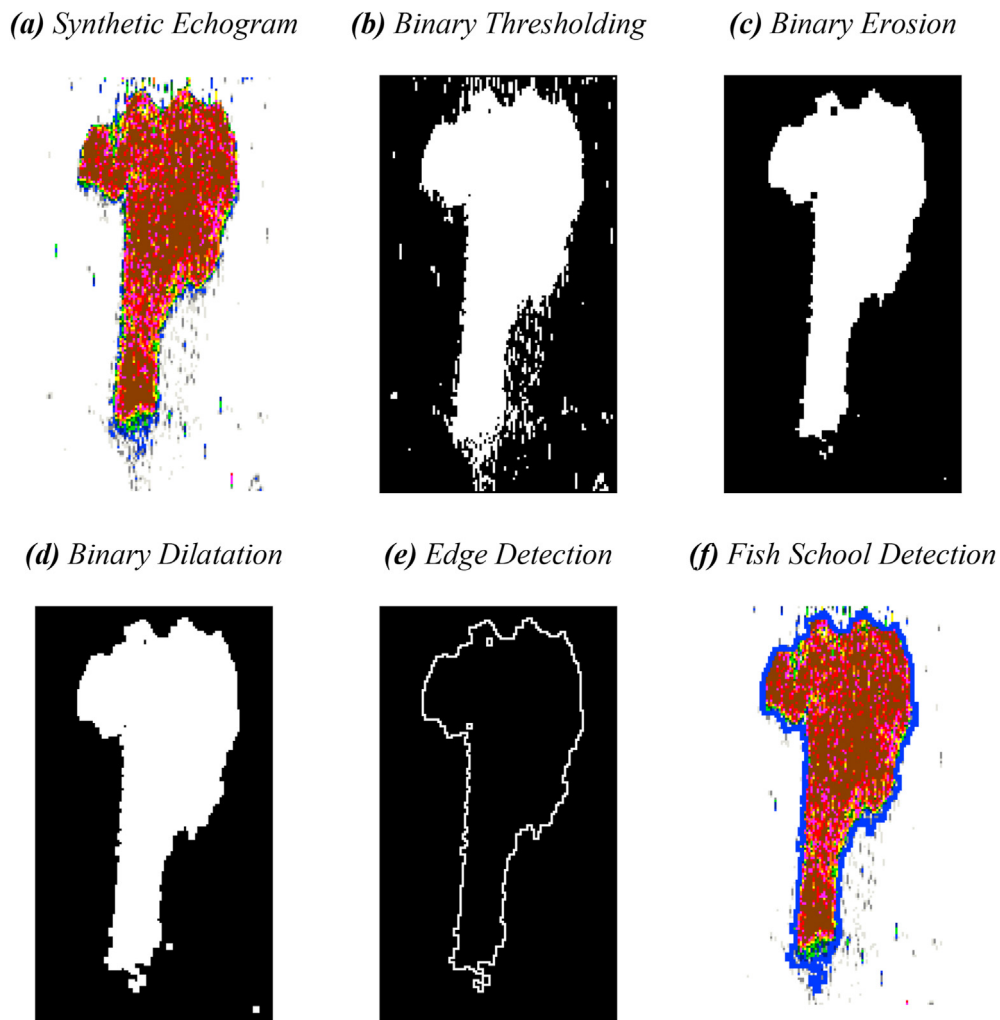 (a) Synthetic Echogram
(b) Binary Thresholding
(c) Binary Erosion
(d) Binary Dilatation
(e) Edge Detection
(f) Fish School Detection